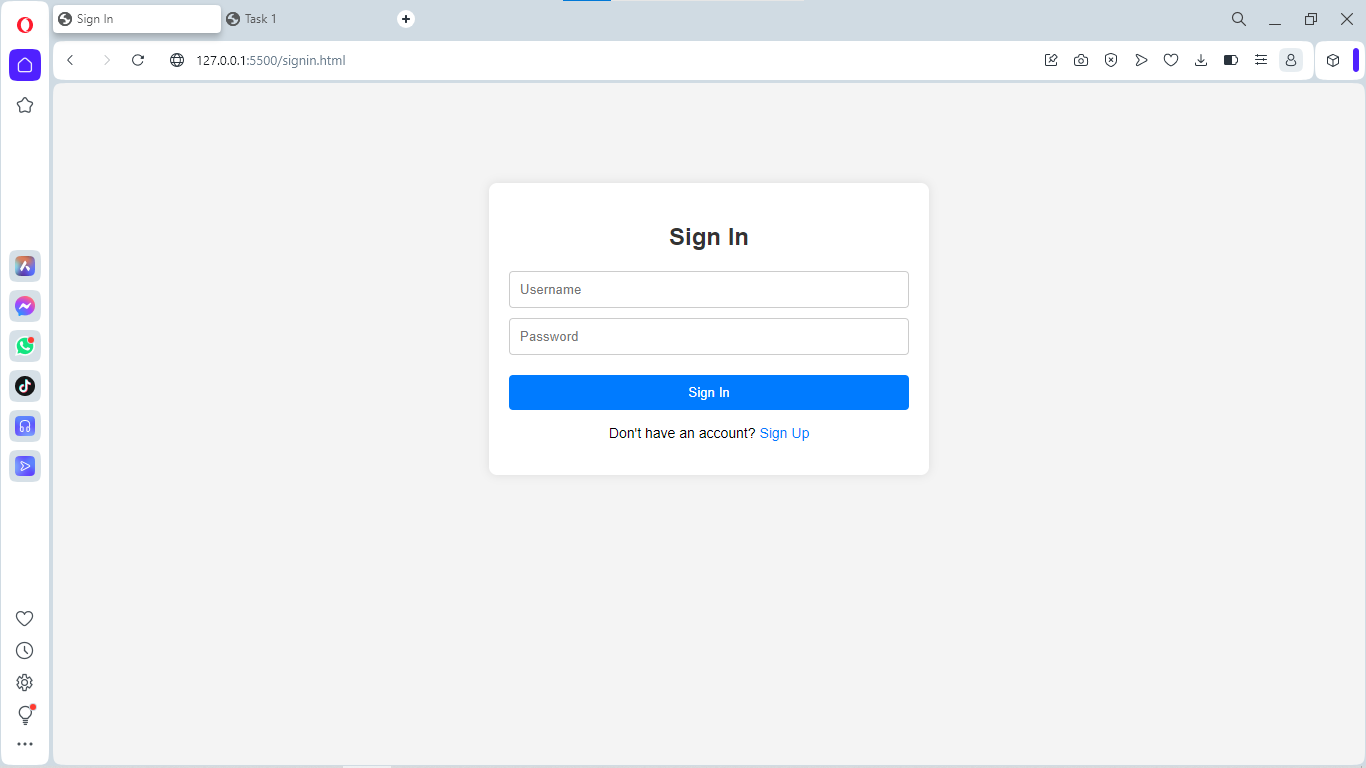 Sign In
Task 1
127.0.0.1:5500/signin.html
Sign In
Username
Password
Sign In
Don't have an account? Sign Up